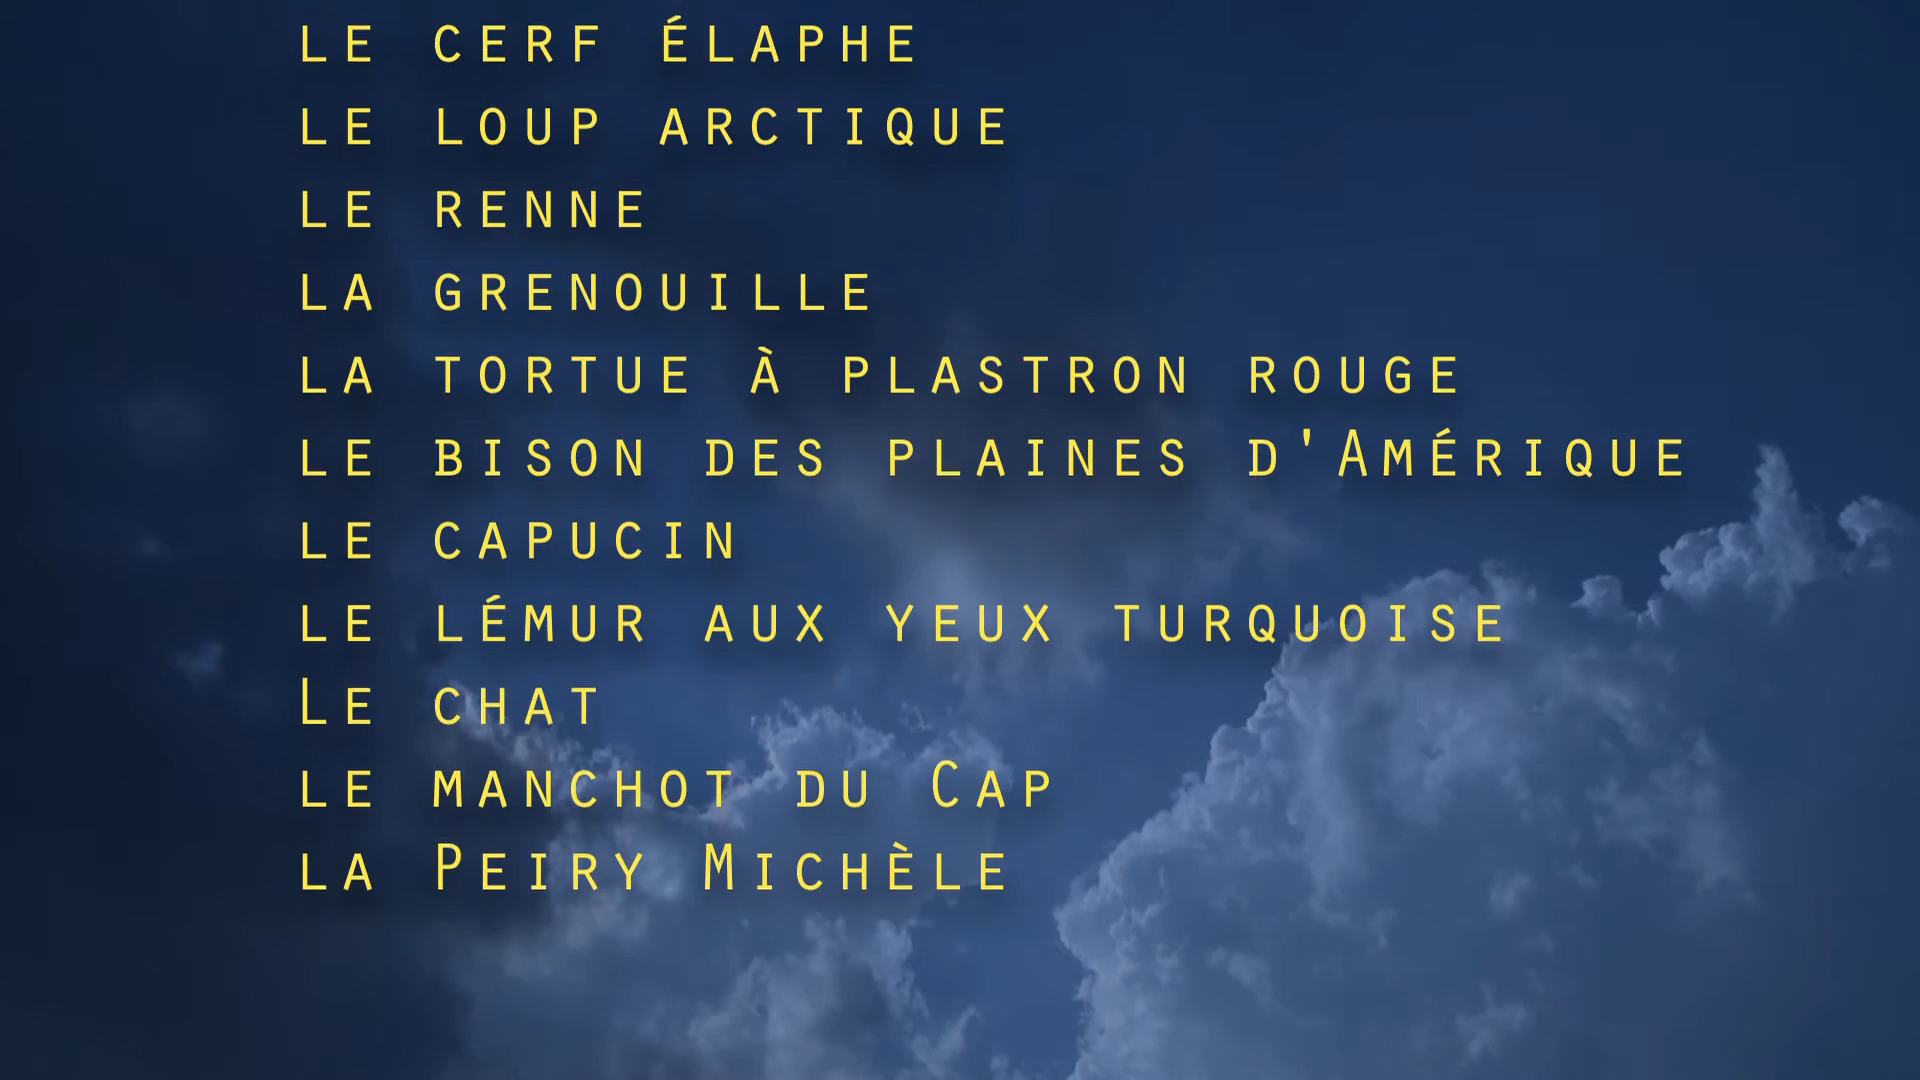 LE CERF ÉLAPHE
LE LOUP ARCTIQUE
LE RENNE
LA GRENOUILLE
LA TORTUE À PLASTRON ROUGE
LE BISON DES PLAINES D'AMÉRIQUE
LE CAPUCIN
LE LÉMUR AUX YEUX TURQUOISE
LE CHAT
LE MANCHOT DU CAP
LA PEIRY MICHÈLE